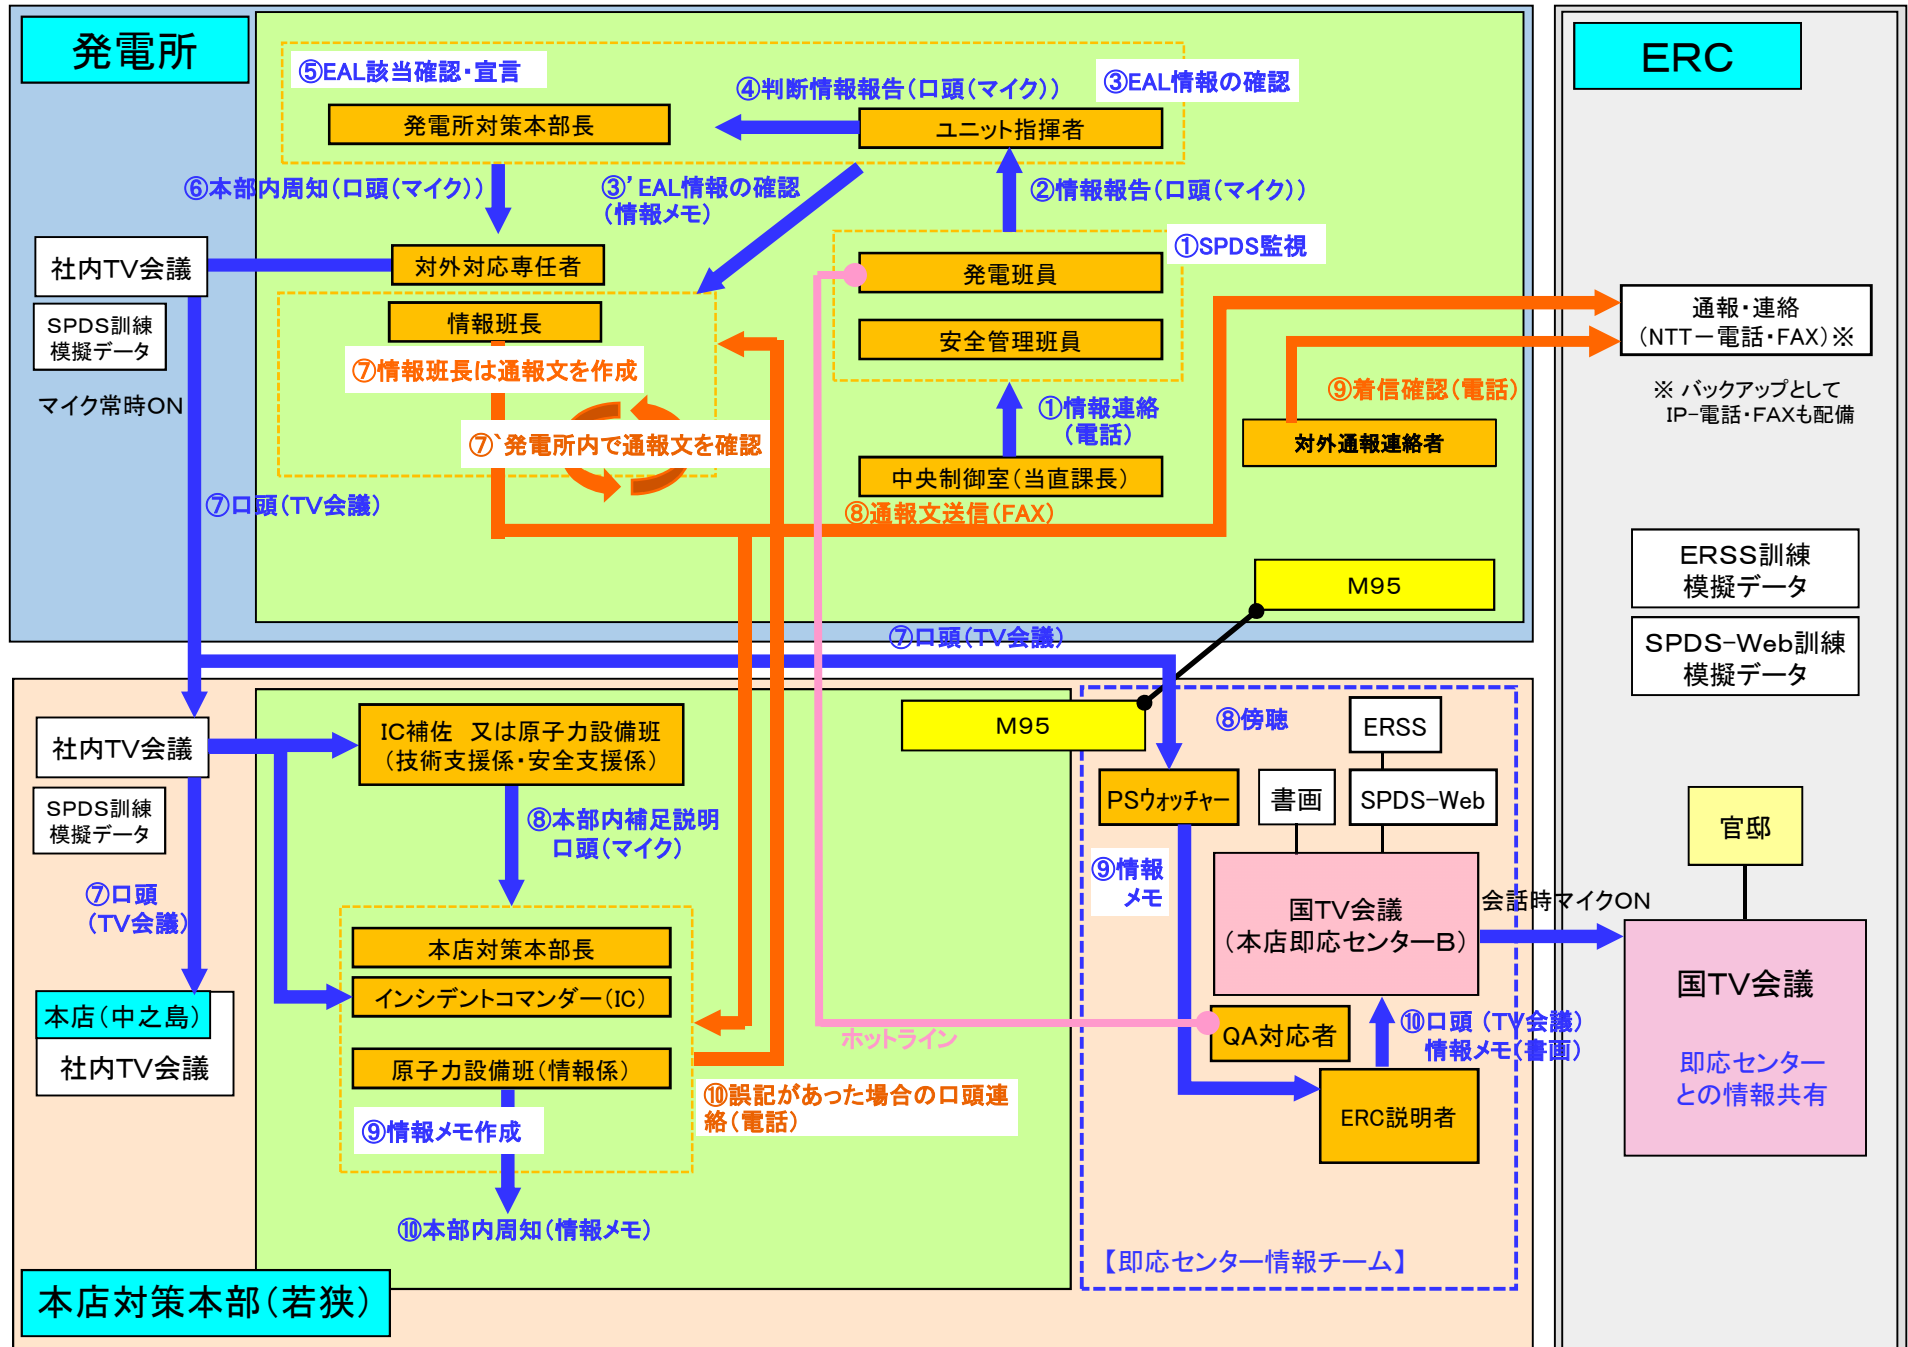 発電所
⑤EAL該当確認・宣言
④判断情報報告(口頭(マイク))
③EAL情報の確認
発電所対策本部長
ユニット指揮者
⑥本部内周知(口頭(マイク))
③’EAL情報の確認
(情報メモ)
②情報報告(口頭(マイク))
①SPDS監視
社内TV会議
対外対応専任者
発電班員
SPDS訓練
模擬データ
情報班長
安全管理班員
⑦情報班長は通報文を作成
マイク常時ON
①情報連絡
(電話)
⑨着信確認(電話)
対外通報連絡者
⑦`発電所内で通報文を確認
中央制御室(当直課長)
⑦口頭(TV会議)
⑧通報文送信(FAX)
M95
⑦口頭(TV会議)
ERC
通報・連絡
(NTT-電話・FAX)※
※ バックアップとして
IP-電話・FAXも配備
ERSS訓練
模擬データ
SPDS-Web訓練
模擬データ
官邸
国TV会議
即応センター
との情報共有
社内TV会議
SPDS訓練
模擬データ
⑦口頭
(TV会議)
本店(中之島)
社内TV会議
IC補佐 又は原子力設備班
(技術支援係・安全支援係)
⑧本部内補足説明
口頭(マイク)
本店対策本部長
インシデントコマンダー(IC)
原子力設備班(情報係)
⑨情報メモ作成
⑩本部内周知(情報メモ)
⑩誤記があった場合の口頭連
絡(電話)
ホットライン
M95
⑧傍聴
ERSS
PSウォッチャー
書画
SPDS-Web
⑨情報
メモ
国TV会議
(本店即応センターB)
会話時マイクON
QA対応者
⑩口頭 (TV会議)
情報メモ(書画)
ERC説明者
【即応センター情報チーム】
本店対策本部(若狭)